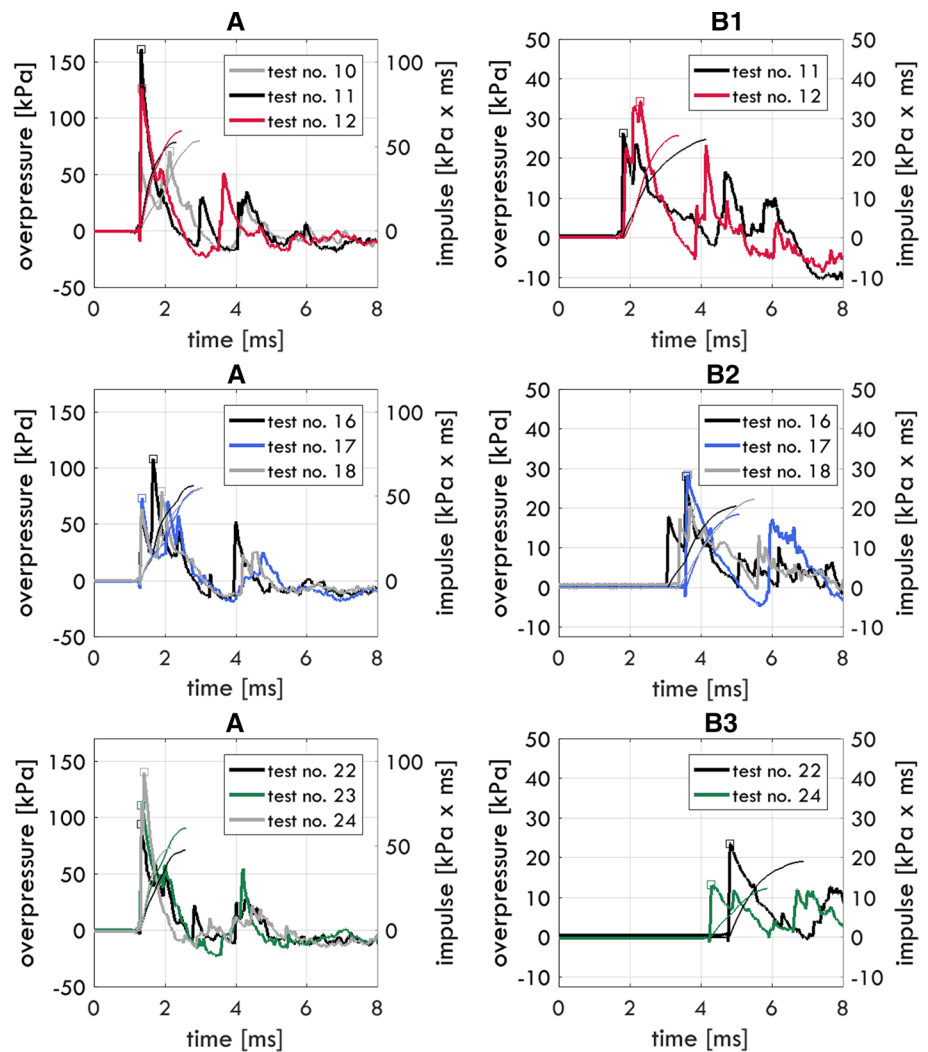 A
B1
overpressure [kPa]
150
100
50
0
-50
test no. 10
test no. 11
test no. 12
100
50
0
impulse [kPa x ms]
0 2 4 6 8
time [ms]
overpressure [kPa]
50
40
30
20
10
0
-10
test no. 11
test no. 12
50
40
30
20
10
0
-10
impulse [kPa x ms]
0 2 4 6 8
time [ms]
A
B2
overpressure [kPa]
150
100
50
0
-50
test no. 16
test no. 17
test no. 18
100
50
0
impulse [kPa x ms]
0 2 4 6 8
time [ms]
overpressure [kPa]
50
40
30
20
10
0
-10
test no. 16
test no. 17
test no. 18
50
40
30
20
10
0
-10
impulse [kPa x ms]
0 2 4 6 8
time [ms]
A
B3
overpressure [kPa]
150
100
50
0
-50
test no. 22
test no. 23
test no. 24
100
50
0
impulse [kPa x ms]
0 2 4 6 8
time [ms]
overpressure [kPa]
50
40
30
20
10
0
-10
test no. 22
test no. 24
50
40
30
20
10
0
-10
impulse [kPa x ms]
0 2 4 6 8
time [ms]